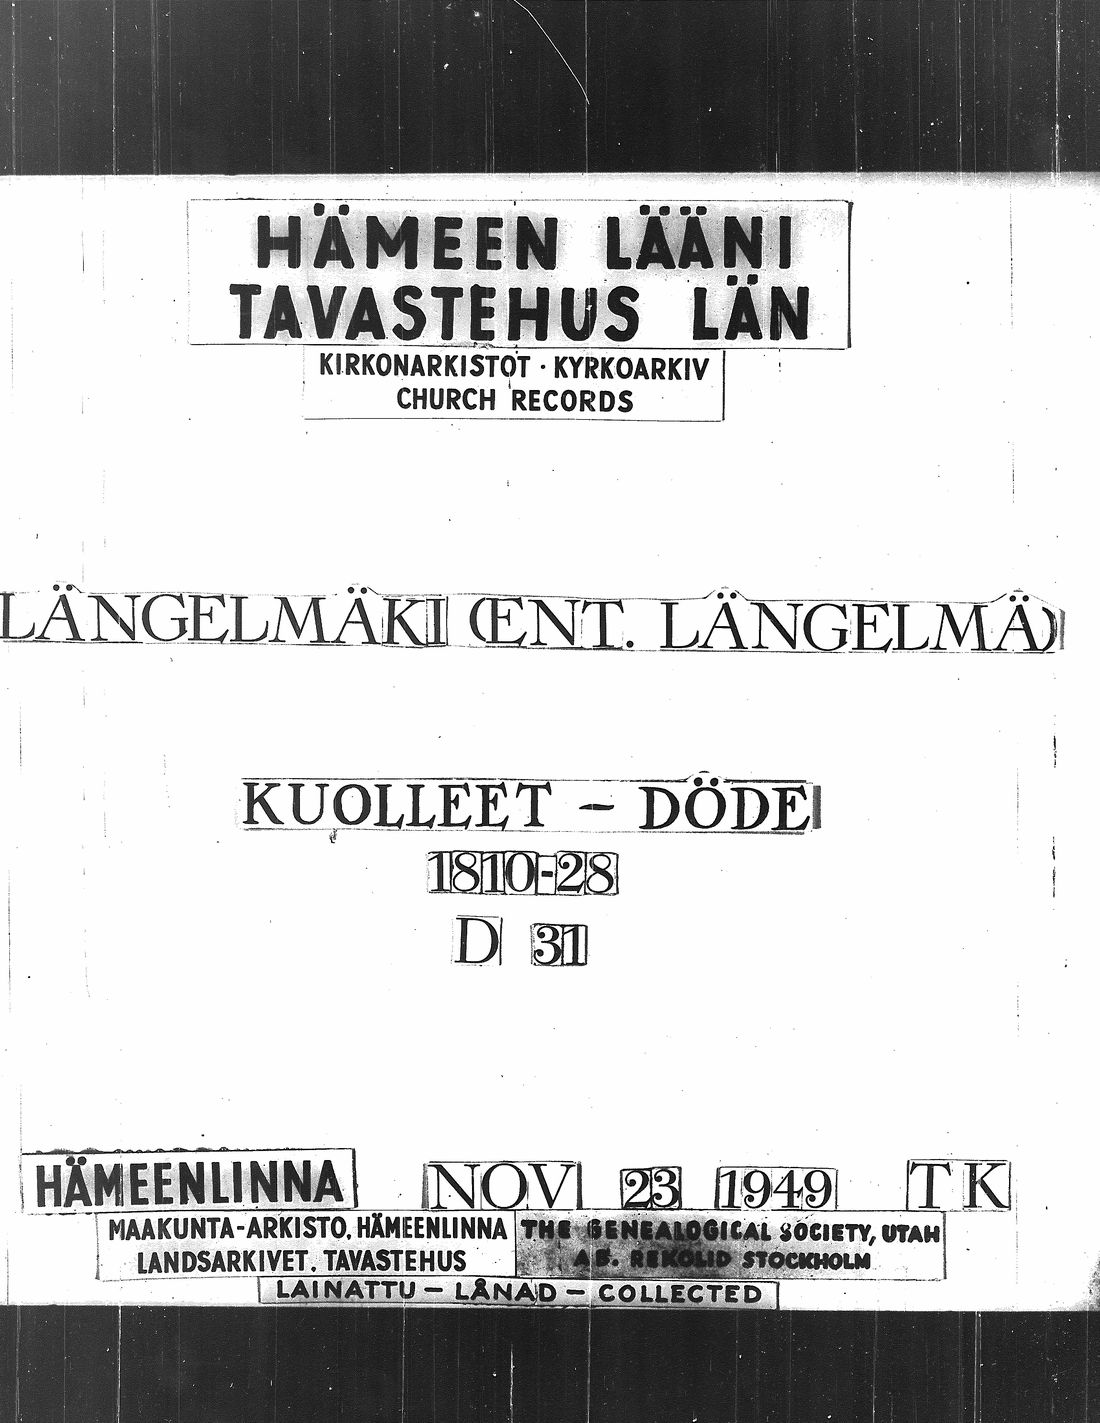 HÄMEEN LÄÄNI
TAVASTEHUS LÄN
KIRKONARKISTOT · KYRKOARKIV
CHURCH RECORDS
LÄNGELMÄKI (ENT. LÄNGELMÄ)
KUOLLEET – DÖDE
1810-28
D 31
HÄMEENLINNA NOV 23 1949 TK
MAAKUNTA-ARKISTO, HÄMEENLINNA THE GENEALOGICAL SOCIETY, UTAH
LANDSARKIVET, TAVASTEHUS AB. REKOLID STOCKHOLM
LAINATTU – LÅNAD – COLLECTED